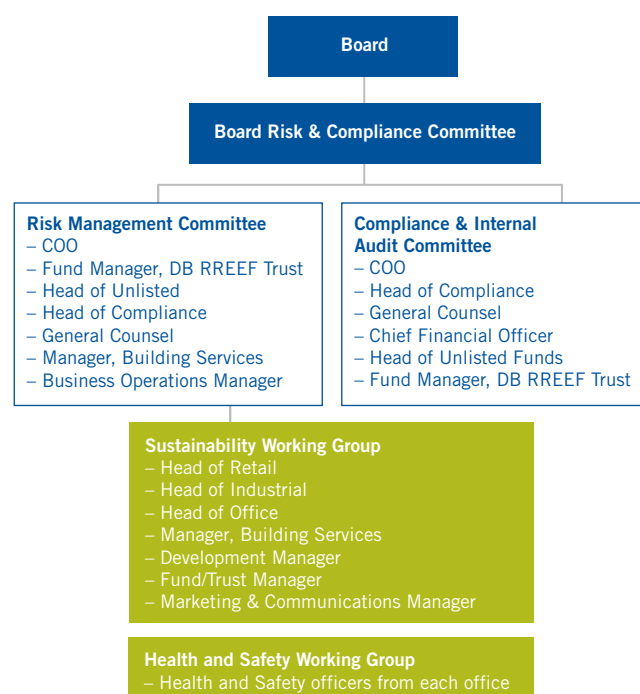 Board
Board Risk & Compliance Committee
Risk Management Committee
– COO
– Fund Manager, DB RREEF Trust
– Head of Unlisted
– Head of Compliance
– General Counsel
– Manager, Building Services
– Business Operations Manager
Compliance & Internal
Audit Committee
– COO
– Head of Compliance
– General Counsel
– Chief Financial Officer
– Head of Unlisted Funds
– Fund Manager, DB RREEF Trust
Sustainability Working Group
– Head of Retail
– Head of Industrial
– Head of Office
– Manager, Building Services
– Development Manager
– Fund/Trust Manager
– Marketing & Communications Manager
Health and Safety Working Group
– Health and Safety officers from each office